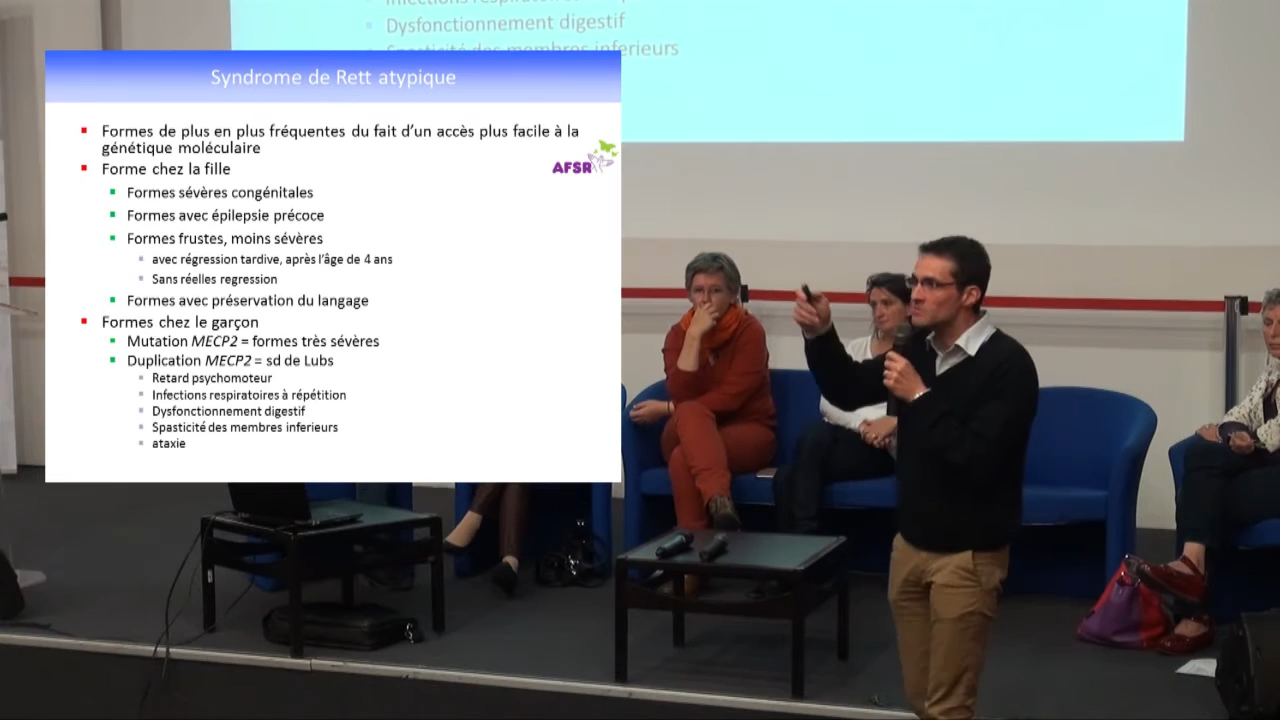 Dysfonctionnement digestif
Spasticité des membres inferieurs
Syndrome de Rett atypique
Formes de plus en plus fréquentes du fait d'un accès plus facile à la
génétique moléculaire
Forme chez la fille
AFSR
Formes sévères congénitales
Formes avec épilepsie précoce
Formes frustes, moins sévères
avec régression tardive, après l'âge de 4 ans
Sans réelles regression
Formes avec préservation du langage
Formes chez le garçon
Mutation MECP2 = formes très sévères
Duplication MECP2 = sd de Lubs
Retard psychomoteur
Infections respiratoires à répétition
Dysfonctionnement digestif
Spasticité des membres inferieurs
ataxie